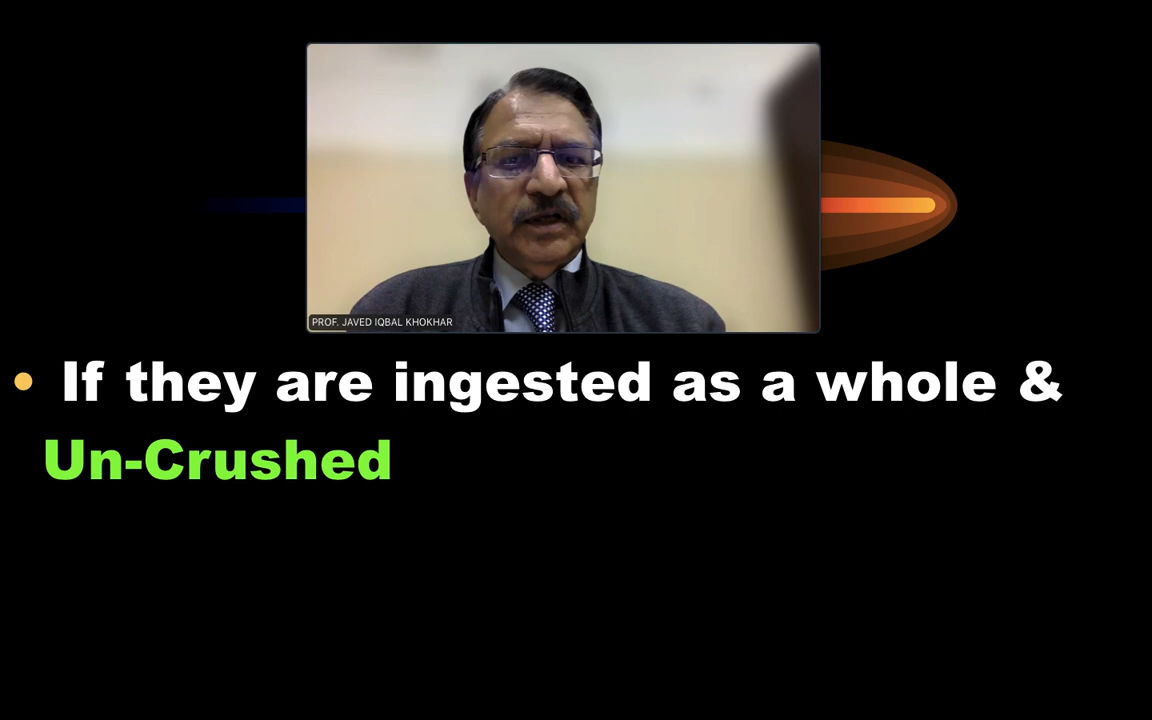 PROF. JAVED IQBAL KHOKHAR
• If they are ingested as a whole &
Un-Crushed